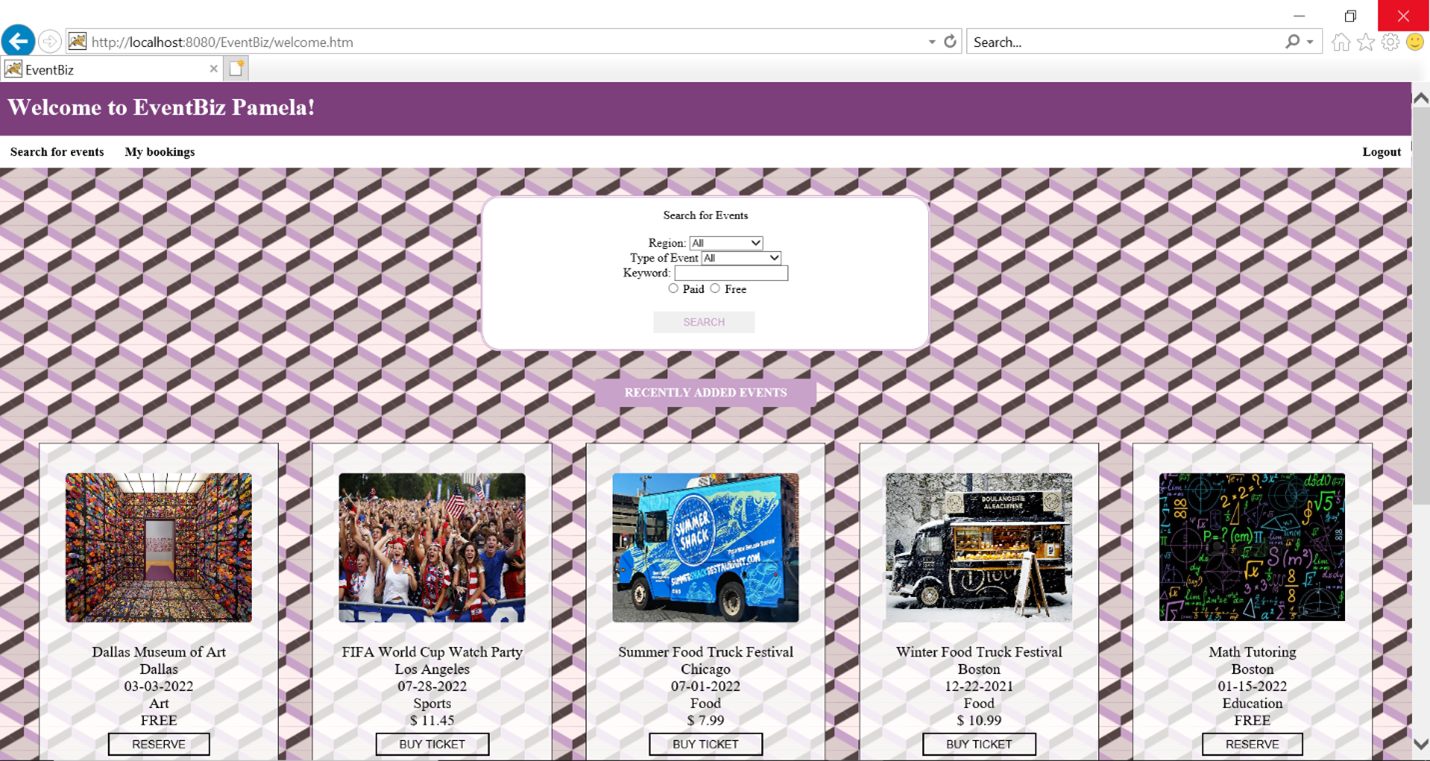 http://localhost:8080/EventBiz/welcome.htm
Search...
EventBiz
Welcome to EventBiz Pamela!
Search for events My bookings Logout
Search for Events
Region: All
Type of Event All
Keyword:
Paid Free
SEARCH
RECENTLY ADDED EVENTS
SUMMER SHACK
BOULANGERIE
ALSACIENNE
Dallas Museum of Art
Dallas
03-03-2022
Art
FREE
RESERVE
FIFA World Cup Watch Party
Los Angeles
07-28-2022
Sports
$ 11.45
BUY TICKET
Summer Food Truck Festival
Chicago
07-01-2022
Food
$ 7.99
BUY TICKET
Winter Food Truck Festival
Boston
12-22-2021
Food
$ 10.99
BUY TICKET
Math Tutoring
Boston
01-15-2022
Education
FREE
RESERVE